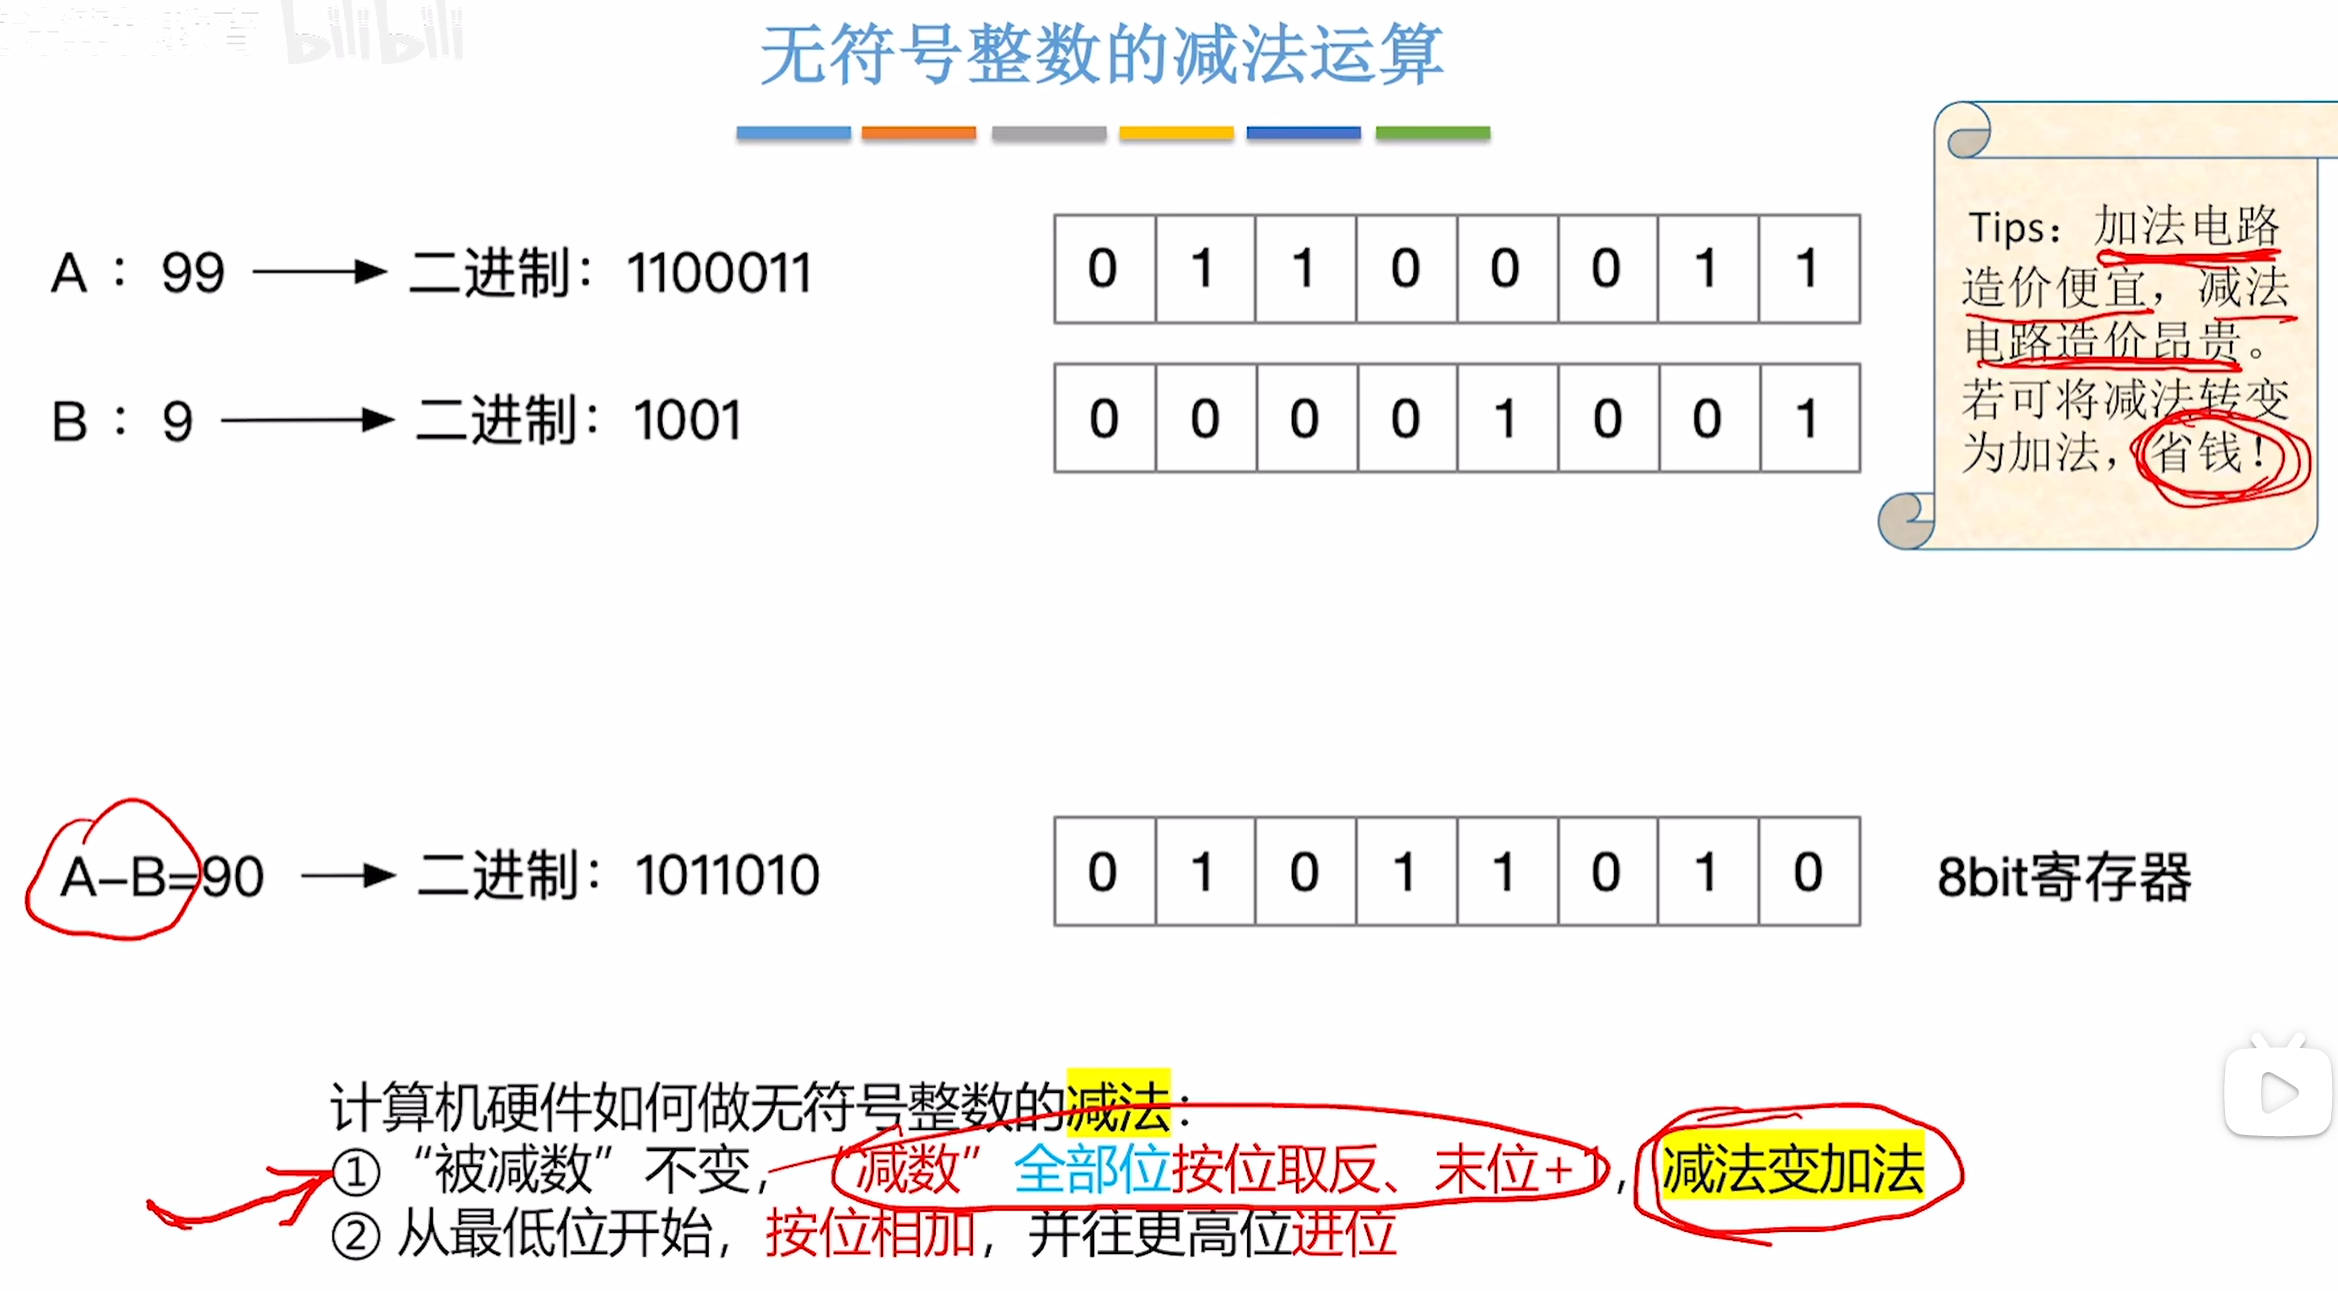 bilibili
无符号整数的减法运算
A : 99 二进制：1100011
0 1 1 0 0 0 1 1
B : 9 二进制：1001
0 0 0 0 1 0 0 1
Tips：加法电路
造价便宜，减法
电路造价昂贵。
若可将减法转变
为加法，省钱！
A-B=90 二进制：1011010
0 1 0 1 1 0 1 0
8bit寄存器
计算机硬件如何做无符号整数的减法：
① “被减数”不变，“减数”全部位按位取反、末位+1，减法变加法
② 从最低位开始，按位相加，并往更高位进位